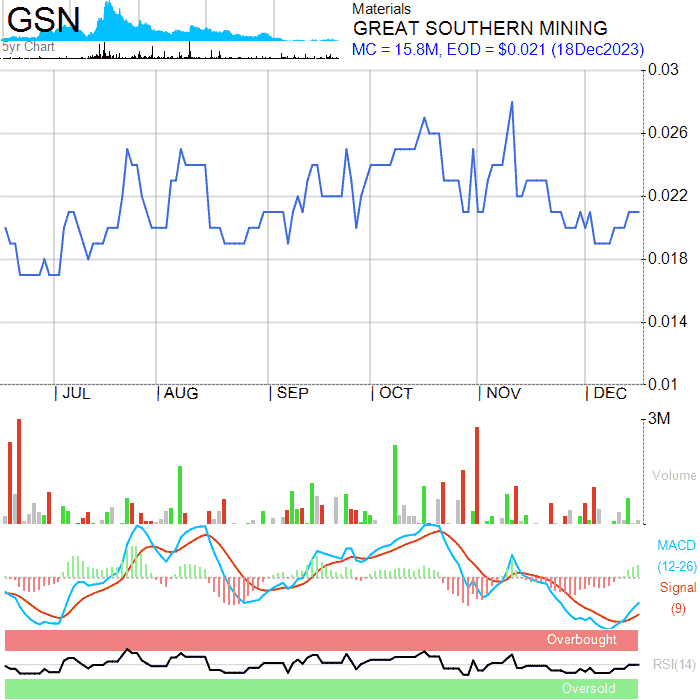 GSN
5yr Chart
Materials
GREAT SOUTHERN MINING
MC = 15.8M, EOD = $0.021 (18Dec2023)
0.03
0.026
0.022
0.018
0.014
0.01
JUL AUG SEP OCT NOV DEC
3M
Volume
MACD
(12-26)
Signal
(9)
Overbought
RSI(14)
Oversold